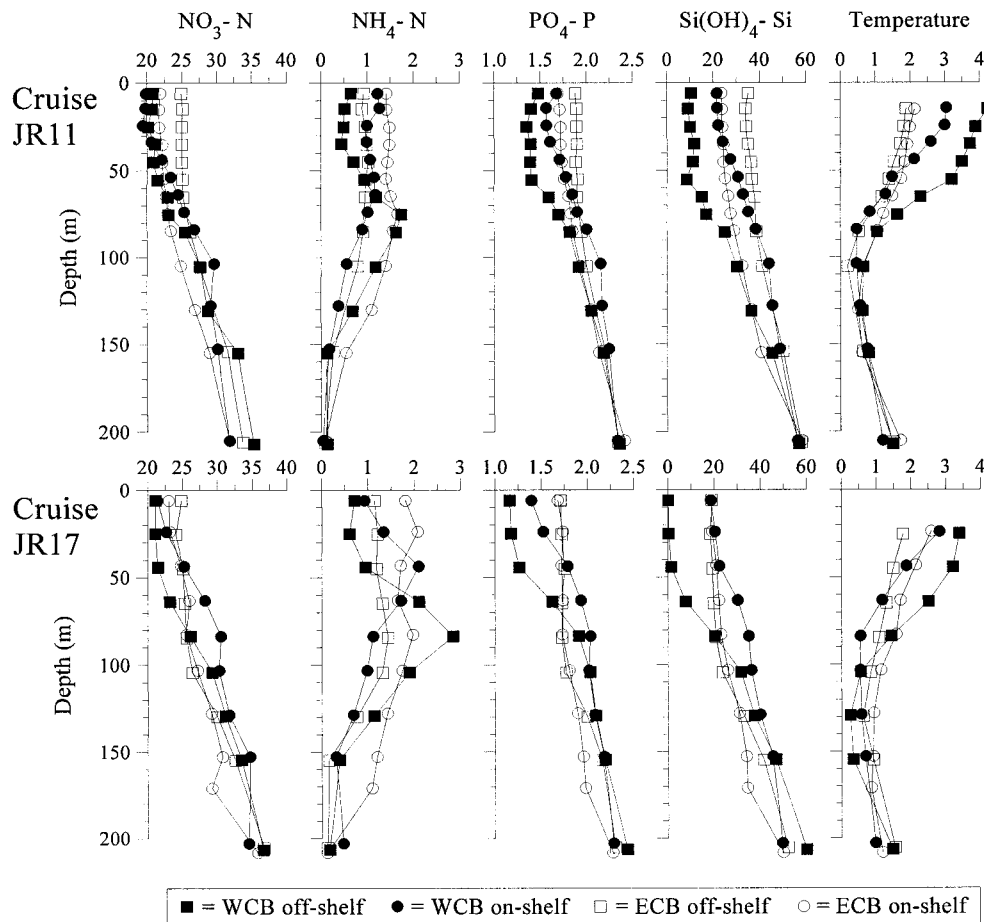 NO3- N NH4- N PO4- P Si(OH)4- Si Temperature
20 25 30 35 40 0 1 2 3 1.0 1.5 2.0 2.5 0 20 40 60 0 1 2 3 4
Cruise
JR11
Depth (m)
0
50
100
150
200
20 25 30 35 40 0 1 2 3 1.0 1.5 2.0 2.5 0 20 40 60 0 1 2 3 4
Cruise
JR17
Depth (m)
0
50
100
150
200
■ = WCB off-shelf ● = WCB on-shelf □ = ECB off-shelf ○ = ECB on-shelf